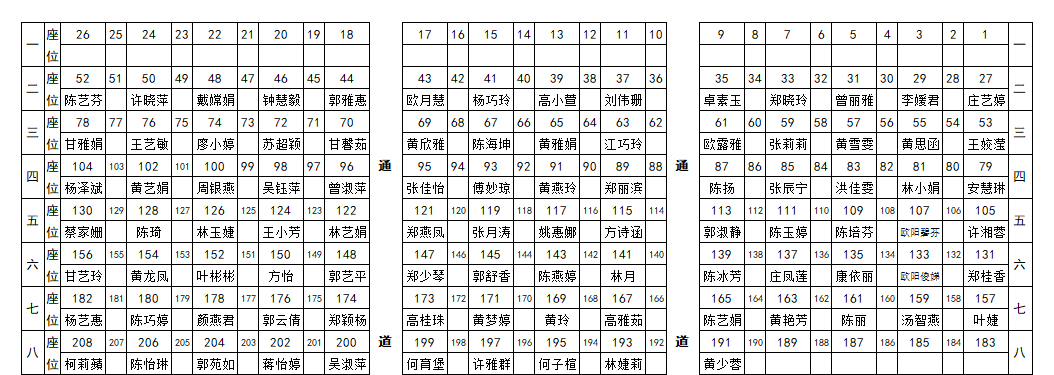 一 座 26 25 24 23 22 21 20 19 18 17 16 15 14 13 12 11 10 9 8 7 6 5 4 3 2 1 一
位
二 座 52 51 50 49 48 47 46 45 44 43 42 41 40 39 38 37 36 35 34 33 32 31 30 29 28 27 二
位 陈艺芬 许晓萍 戴嫦娟 钟慧毅 郭雅惠 欧月慧 杨巧玲 高小萱 刘伟珊 卓素玉 郑晓玲 曾丽雅 李媛君 庄艺婷
三 座 78 77 76 75 74 73 72 71 70 69 68 67 66 65 64 63 62 61 60 59 58 57 56 55 54 53 三
位 甘雅娟 王艺敏 廖小婷 苏超颖 甘馨茹 黄欣雅 陈海坤 黄雅娟 江巧玲 欧露雅 张莉莉 黄雪雯 黄思函 王婒滢
四 座 104 103 102 101 100 99 98 97 96 通 95 94 93 92 91 90 89 88 通 87 86 85 84 83 82 81 80 79 四
位 杨泽斌 黄艺娟 周银燕 吴钰萍 曾淑萍 张佳怡 傅妙琼 黄燕玲 郑丽滨 陈扬 张辰宁 洪佳雯 林小娟 安慧琳
五 座 130 129 128 127 126 125 124 123 122 121 120 119 118 117 116 115 114 113 112 111 110 109 108 107 106 105 五
位 蔡家姗 陈琦 林玉婕 王小芳 林艺娟 郑燕凤 张月涛 姚惠娜 方诗涵 郭淑静 陈玉婷 陈培芬 欧阳碧芬 许湘蓉
六 座 156 155 154 153 152 151 150 149 148 147 146 145 144 143 142 141 140 139 138 137 136 135 134 133 132 131 六
位 甘艺玲 黄龙凤 叶彬彬 方怡 郭艺平 郑少琴 郭舒香 陈燕婷 林月 陈冰芳 庄凤莲 康依丽 欧阳俊娣 郑桂香
七 座 182 181 180 179 178 177 176 175 174 173 172 171 170 169 168 167 166 165 164 163 162 161 160 159 158 157 七
位 杨艺惠 陈巧婷 颜燕君 郭云倩 郑颖杨 高桂珠 黄梦婷 黄玲 高雅茹 陈艺娟 黄艳芳 陈丽 汤智燕 叶婕
八 座 208 207 206 205 204 203 202 201 200 道 199 198 197 196 195 194 193 192 道 191 190 189 188 187 186 185 184 183 八
位 柯莉蘋 陈怡琳 郭苑如 蒋怡婷 吴淑萍 何育堡 许雅群 何子楦 林婕莉 黄少蓉